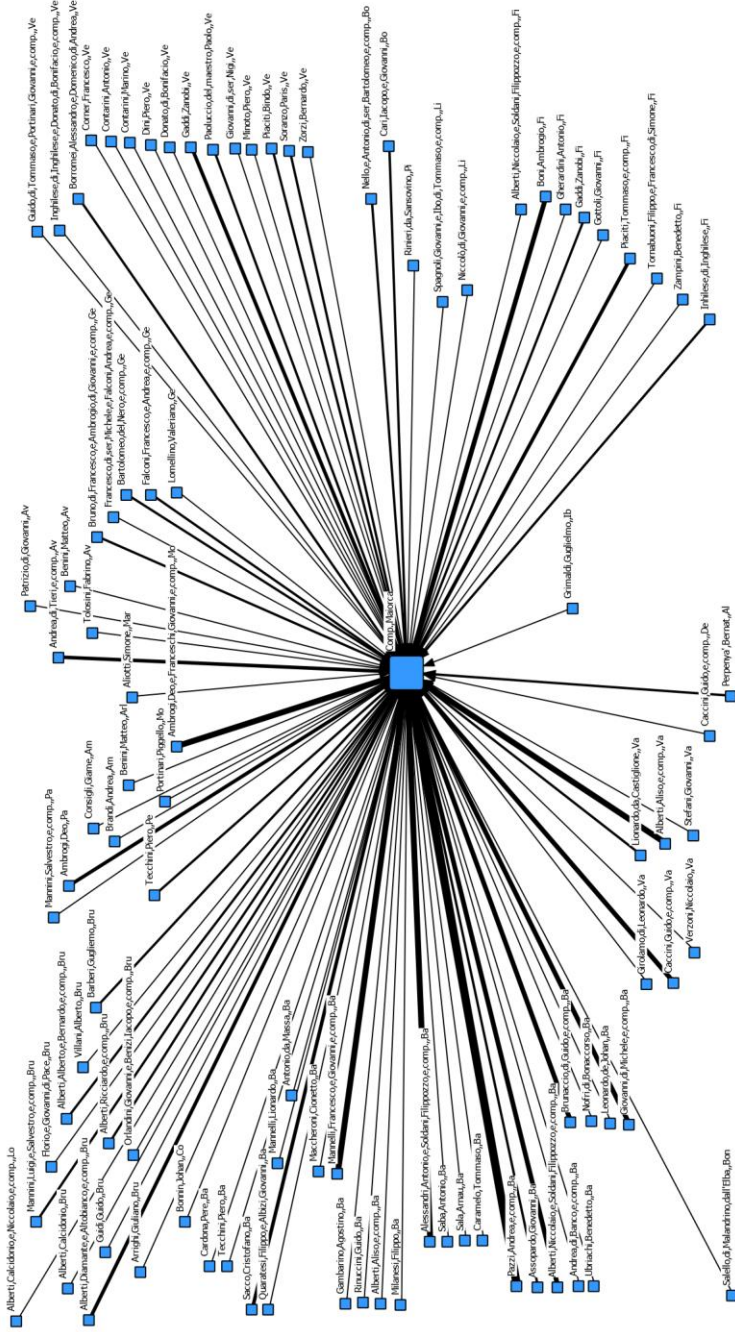 Guido,di,Tommaso,e,Portinari,Giovanni,e,comp.,,Ve
Inghilese,di,Inghilese,e,Donato,di,Bonifacio,e,comp.,,Ve
Borromei,Alessandro,e,Domenico,di,Andrea,,Ve
Corner,Francesco,,Ve
Contarini,Antonio,,Ve
Contarini,Marino,,Ve
Dini,Piero,,Ve
Donato,di,Bonifacio,,Ve
Gaddi,Zanobi,,Ve
Paoluccio,del,maestro,Paolo,,Ve
Giovanni,di,ser,Nigi,,Ve
Minoto,Piero,,Ve
Placiti,Bindo,,Ve
Soranzo,Paris,,Ve
Zorzi,Bernardo,,Ve
Nello,e,Antonio,di,ser,Bartolomeo,e,comp.,,Bo
Cari,Iacopo,e,Giovanni,,Bo
Rinieri,da,Sansovino,,Pi
Spagnoli,Giovanni,e,Ibo,di,Tommaso,e,comp.,,Li
Niccolò,di,Giovanni,e,comp.,,Li
Alberti,Niccolaio,e,Soldani,Filippozzo,e,comp.,,Fi
Boni,Ambrogio,,Fi
Gherardini,Antonio,,Fi
Gaddi,Zanobi,,Fi
Gottoli,Giovanni,,Fi
Placiti,Tommaso,e,comp.,,Fi
Tornabuoni,Filippo,e,Francesco,di,Simone,,Fi
Zampini,Benedetto,,Fi
Inhilese,di,Inghilese,,Fi
Bruno,di,Francesco,e,Ambrogio,di,Giovanni,e,comp.,,Ge
Francesco,di,ser,Michele,e,Falconi,Andrea,e,comp.,,Ge
Bartolomeo,del,Nero,e,comp.,,Ge
Falconi,Francesco,e,Andrea,e,comp.,,Ge
Lomellino,Valeriano,,Ge
Patrizio,di,Giovanni,,Av
Andrea,di,Tieri,e,comp.,,Av
Benini,Matteo,,Av
Tolosini,Fabrino,,Av
Aliotti,Simone,,Mar
Ambrogi,Deo,e,Franceschi,Giovanni,e,comp.,,Mo
Comp.,Maiorca
Grimaldi,Guglielmo,,Ib
Perpenya',Bernat,,Al
Caccini,Guido,e,comp.,,De
Benini,Matteo,,Arl
Portinari,Piggello,,Mo
Consigli,Giame,,Am
Brandi,Andrea,,Am
Mannini,Salvestro,e,comp.,,Pa
Ambrogi,Deo,,Pa
Tecchini,Piero,,Pe
Lionardo,da,Castiglione,,Va
Alberti,Aliso,e,comp.,,Va
Stefani,Giovanni,,Va
Girolamo,di,Leonardo,,Va
Caccini,Guido,e,comp.,,Va
Verzoni,Niccolaio,,Va
Barberi,Gugliemo,,Bru
Villani,Alberto,,Bru
Alberti,Alberto,e,Bernardo,e,comp.,,Bru
Florio,e,Giovanni,di,Pace,,Bru
Mannini,Luigi,e,Salvestro,e,comp.,,Bru
Alberti,Ricciardo,e,comp.,,Bru
Orlandini,Giovanni,e,Benizi,Iacopo,e,comp.,,Bru
Alberti,Calcidonio,e,Niccolaio,e,comp.,,Lo
Alberti,Calcidonio,,Bru
Alberti,Diamante,e,Altobianco,e,comp.,,Bru
Guidi,Guido,,Bru
Arrighi,Giuliano,,Bru
Bonnin,Johan,,Co
Cardona,Pere,,Ba
Tecchini,Piero,,Ba
Sacco,Cristofano,,Ba
Quaratesi,Filippo,e,Albizi,Giovanni,,Ba
Mannelli,Lionardo,,Ba
Antonio,da,Massa,,Ba
Maccheroni,Cionetto,,Ba
Mannelli,Francesco,e,Giovanni,e,comp.,,Ba
Gambarino,Agostino,,Ba
Rinuccini,Guido,,Ba
Alberti,Aliso,e,comp.,,Ba
Milanesi,Filippo,,Ba
Alessandri,Antonio,e,Soldani,Filippozzo,e,comp.,,Ba
Saba,Antonio,,Ba
Sala,Arnau,,Ba
Caramelo,Tommaso,,Ba
Pazzi,Andrea,e,comp.,,Ba
Assopardo,Giovanni,,Ba
Alberti,Niccolaio,e,Soldani,Filippozzo,e,comp.,,Ba
Andrea,di,Banco,e,comp.,,Ba
Ubriachi,Benedetto,,Ba
Brunaccio,di,Guido,e,comp.,,Ba
Nofri,di,Bonaccorso,,Ba
Leonardo,de,Johan,,Ba
Giovanni,di,Michele,e,comp.,,Ba
Salello,di,Malandrino,dall'Elba,,Bon